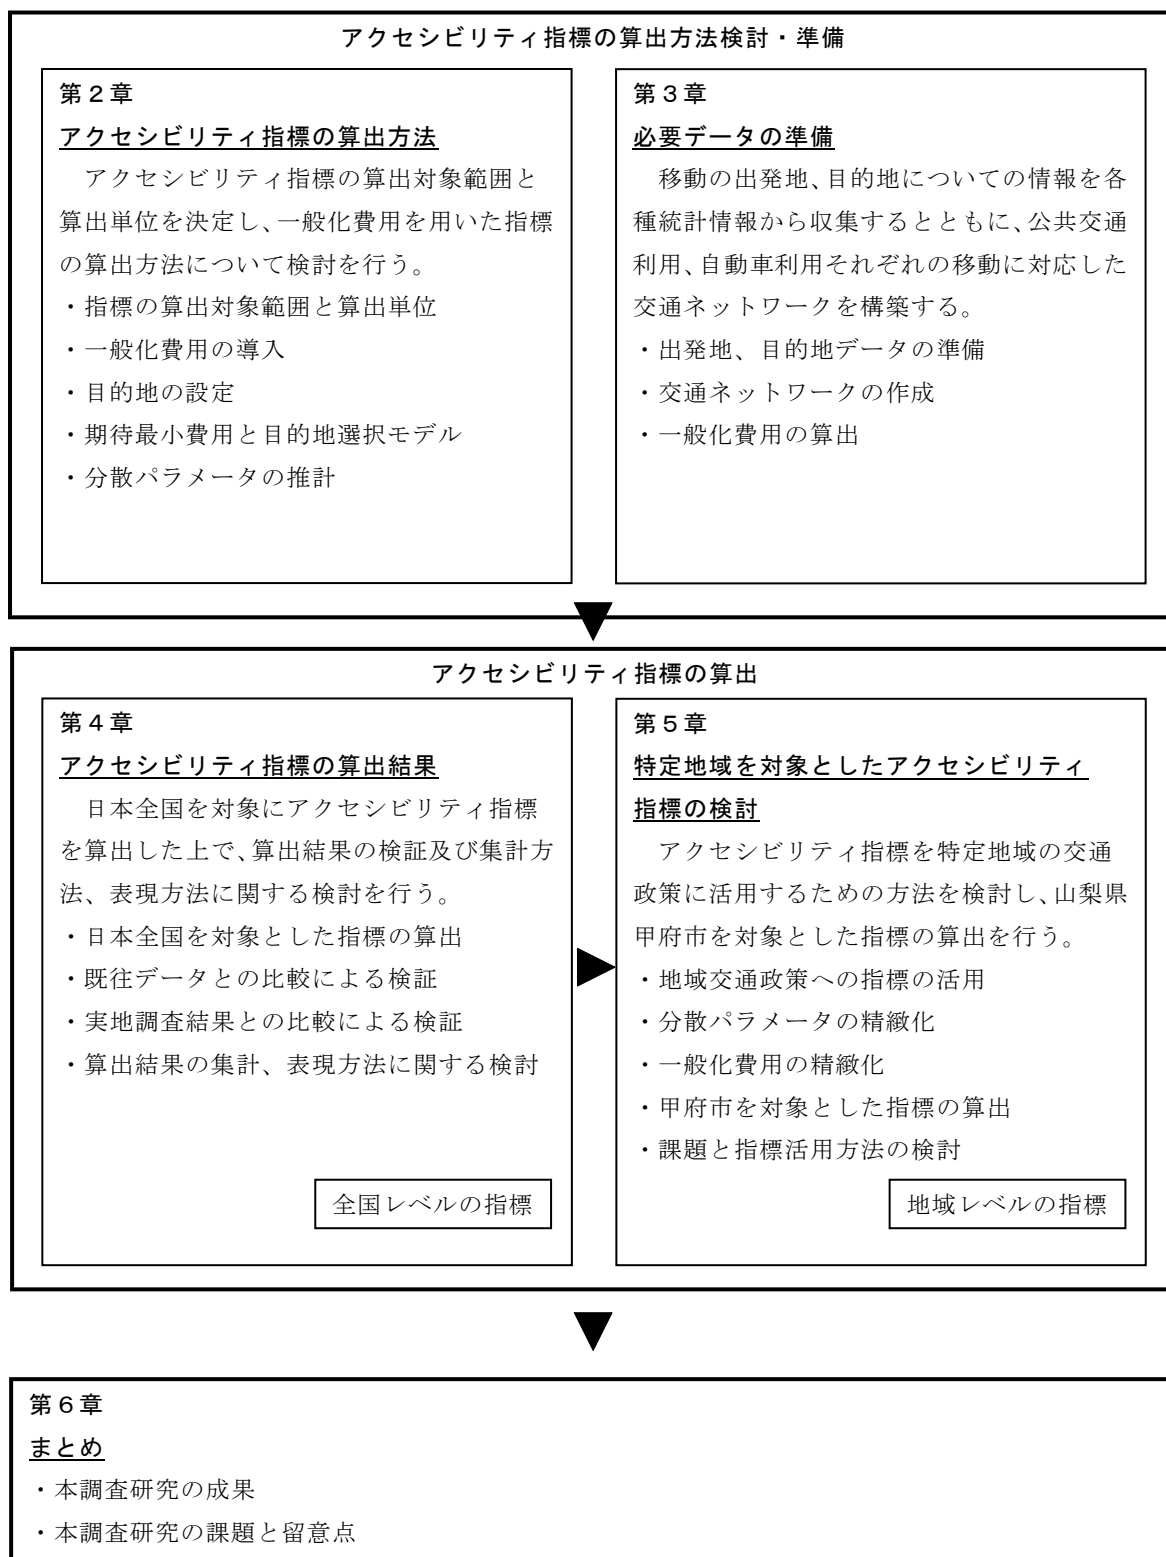 アクセシビリティ指標の算出方法検討・準備
第２章
アクセシビリティ指標の算出方法
　アクセシビリティ指標の算出対象範囲と
算出単位を決定し、一般化費用を用いた指標
の算出方法について検討を行う。
・指標の算出対象範囲と算出単位
・一般化費用の導入
・目的地の設定
・期待最小費用と目的地選択モデル
・分散パラメータの推計
第３章
必要データの準備
　移動の出発地、目的地についての情報を各
種統計情報から収集するとともに、公共交通
利用、自動車利用それぞれの移動に対応した
交通ネットワークを構築する。
・出発地、目的地データの準備
・交通ネットワークの作成
・一般化費用の算出
アクセシビリティ指標の算出
第４章
アクセシビリティ指標の算出結果
　日本全国を対象にアクセシビリティ指標
を算出した上で、算出結果の検証及び集計方
法、表現方法に関する検討を行う。
・日本全国を対象とした指標の算出
・既往データとの比較による検証
・実地調査結果との比較による検証
・算出結果の集計、表現方法に関する検討
全国レベルの指標
第５章
特定地域を対象としたアクセシビリティ
指標の検討
　アクセシビリティ指標を特定地域の交通
政策に活用するための方法を検討し、山梨県
甲府市を対象とした指標の算出を行う。
・地域交通政策への指標の活用
・分散パラメータの精緻化
・一般化費用の精緻化
・甲府市を対象とした指標の算出
・課題と指標活用方法の検討
地域レベルの指標
第６章
まとめ
・本調査研究の成果
・本調査研究の課題と留意点